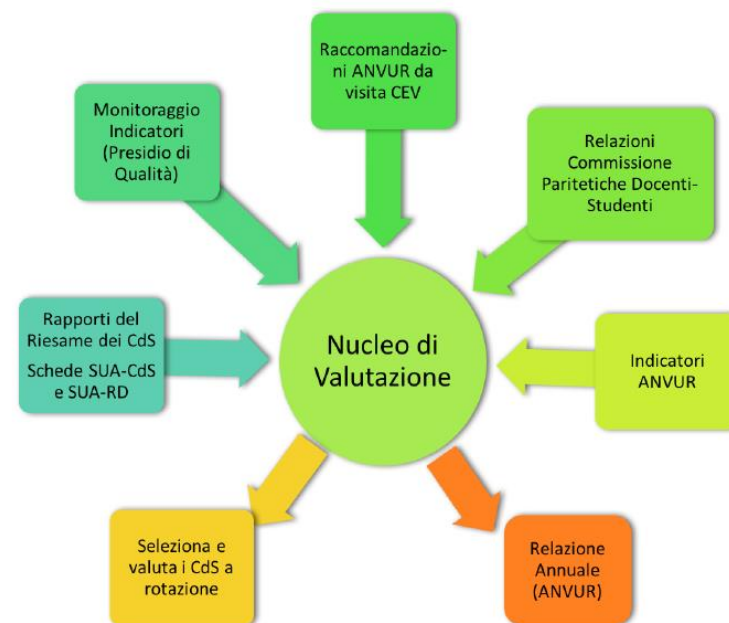 Raccomandazio-
ni ANVUR da
visita CEV
Monitoraggio
Indicatori
(Presidio di
Qualità)
Relazioni
Commissione
Paritetiche Docenti-
Studenti
Rapporti del
Riesame dei CdS
Schede SUA-CdS
e SUA-RD
Nucleo di
Valutazione
Indicatori
ANVUR
Seleziona e
valuta i CdS a
rotazione
Relazione
Annuale
(ANVUR)